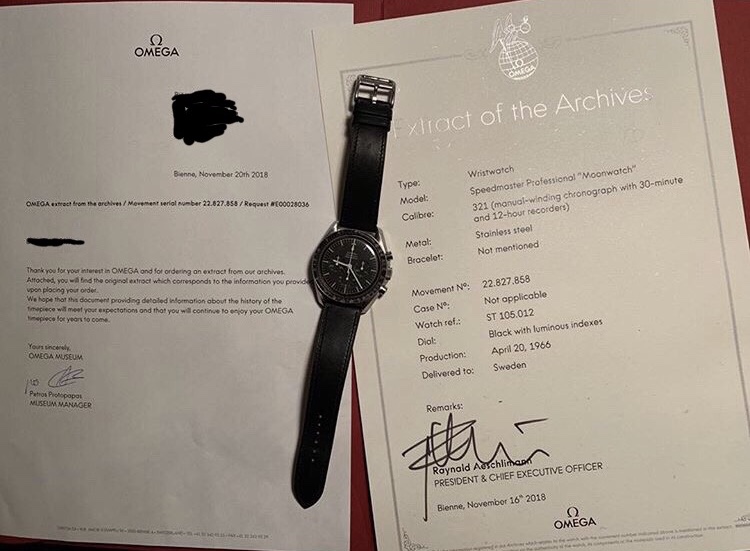 Ω
OMEGA
Bienne, November 20th 2018
OMEGA extract from the archives / Movement serial number 22.827.858 / Request #E00028036
Thank you for your interest in OMEGA and for ordering an extract from our archives.
Attached, you will find the original extract which corresponds to the information you provide
upon placing your order.
We hope that this document providing detailed information about the history of the
timepiece will meet your expectations and that you will continue to enjoy your OMEGA
timepiece for years to come.
Yours sincerely,
OMEGA MUSEUM
Petros Protopapas
MUSEUM MANAGER
Ω
OMEGA
Extract of the Archives
Type: Wristwatch
Model: Speedmaster Professional "Moonwatch"
Calibre: 321 (manual-winding chronograph with 30-minute
and 12-hour recorders)
Metal: Stainless steel
Bracelet: Not mentioned
Movement Nº: 22.827.858
Case Nº: Not applicable
Watch ref.: ST 105.012
Dial: Black with luminous indexes
Production: April 20, 1966
Delivered to: Sweden
Remarks:
Raynald Aeschlimann
PRESIDENT & CHIEF EXECUTIVE OFFICER
Bienne, November 16th 2018
Ω
OMEGA